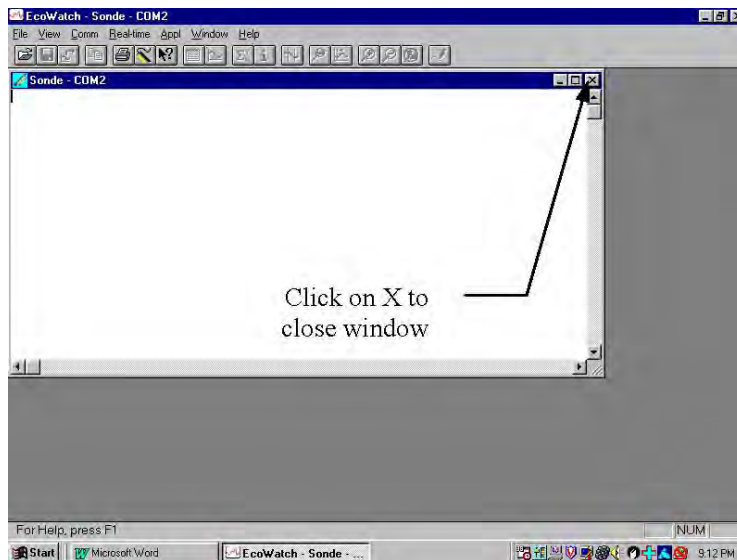 EcoWatch - Sonde - COM2
File View Comm Real-time Appl Window Help
Sonde - COM2
Click on X to
close window
For Help, press F1
NUM
Start Microsoft Word EcoWatch - Sonde - ... 9:12 PM